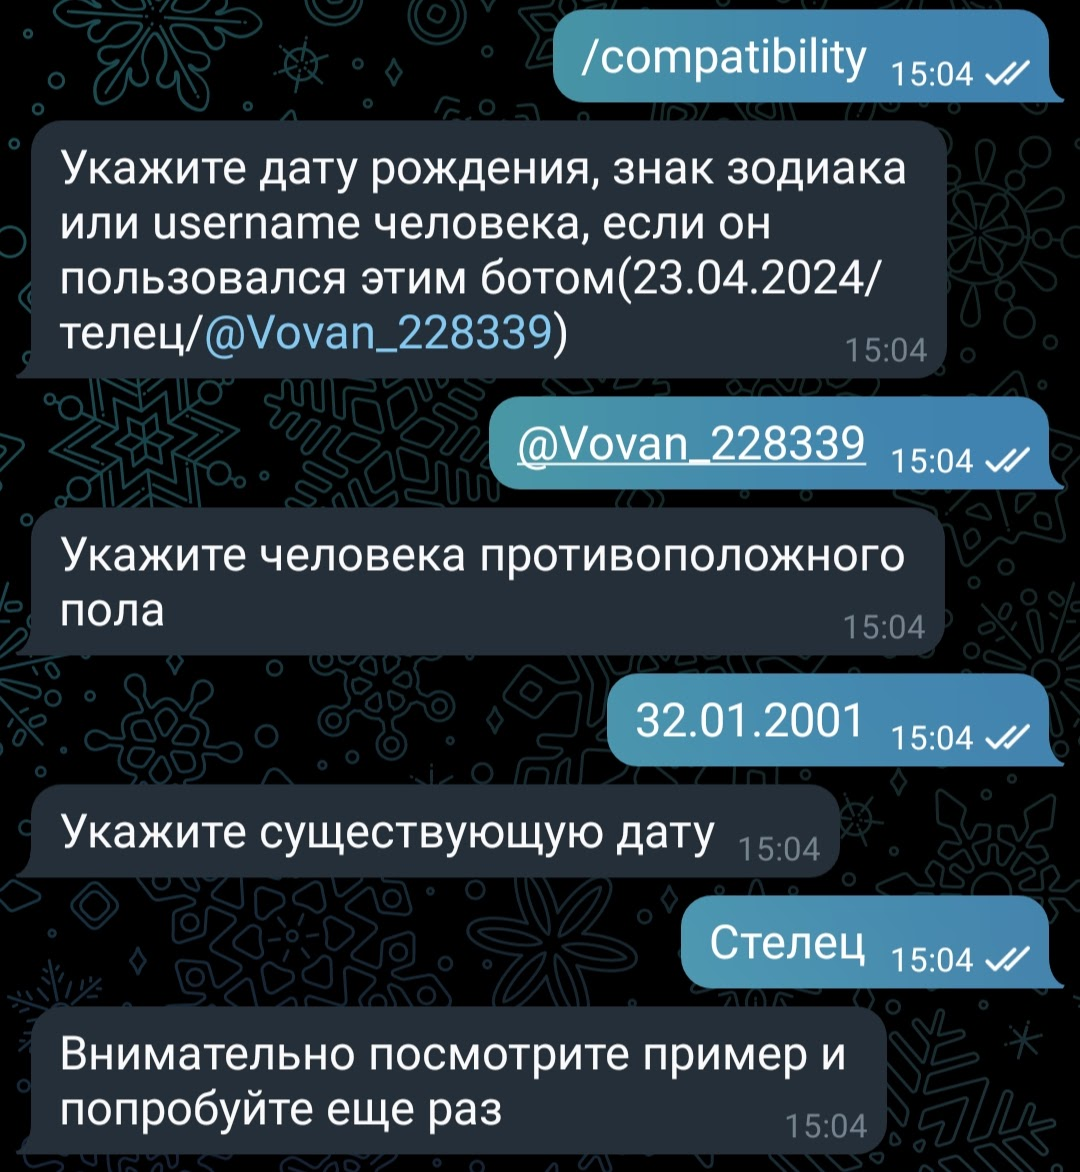 /compatibility 15:04
Укажите дату рождения, знак зодиака
или username человека, если он
пользовался этим ботом(23.04.2024/
телец/@Vovan_228339)
15:04
@Vovan_228339 15:04
Укажите человека противоположного
пола
15:04
32.01.2001 15:04
Укажите существующую дату 15:04
Стелец 15:04
Внимательно посмотрите пример и
попробуйте еще раз
15:04